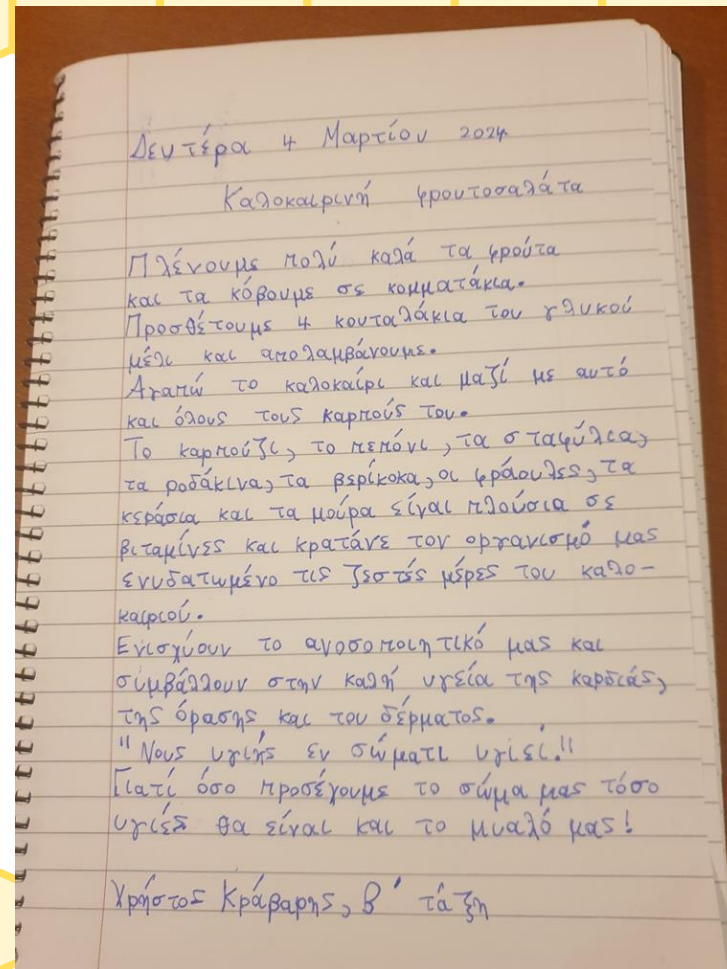 Δευτέρα 4 Μαρτίου 2024
Καλοκαιρινή φρουτοσαλάτα
Πλένουμε πολύ καλά τα φρούτα
και τα κόβουμε σε κομματάκια.
Προσθέτουμε 4 κουταλάκια του γλυκού
μέλι και απολαμβάνουμε.
Αγαπώ το καλοκαίρι και μαζί με αυτό
και όλους τους καρπούς του.
Το καρπούζι, το πεπόνι, τα σταφύλια,
τα ροδάκινα, τα βερίκοκα, οι φράουλες, τα
κεράσια και τα μούρα είναι πλούσια σε
βιταμίνες και κρατάνε τον οργανισμό μας
ενυδατωμένο τις ζεστές μέρες του καλο-
καιριού.
Ενισχύουν το ανοσοποιητικό μας και
συμβάλλουν στην καλή υγεία της καρδιάς,
της όρασης και του δέρματος.
"Νους υγιής εν σώματι υγιεί."
Γιατί όσο προσέχουμε το σώμα μας τόσο
υγιές θα είναι και το μυαλό μας!
Χρήστος Κράβαρης, Β' τάξη